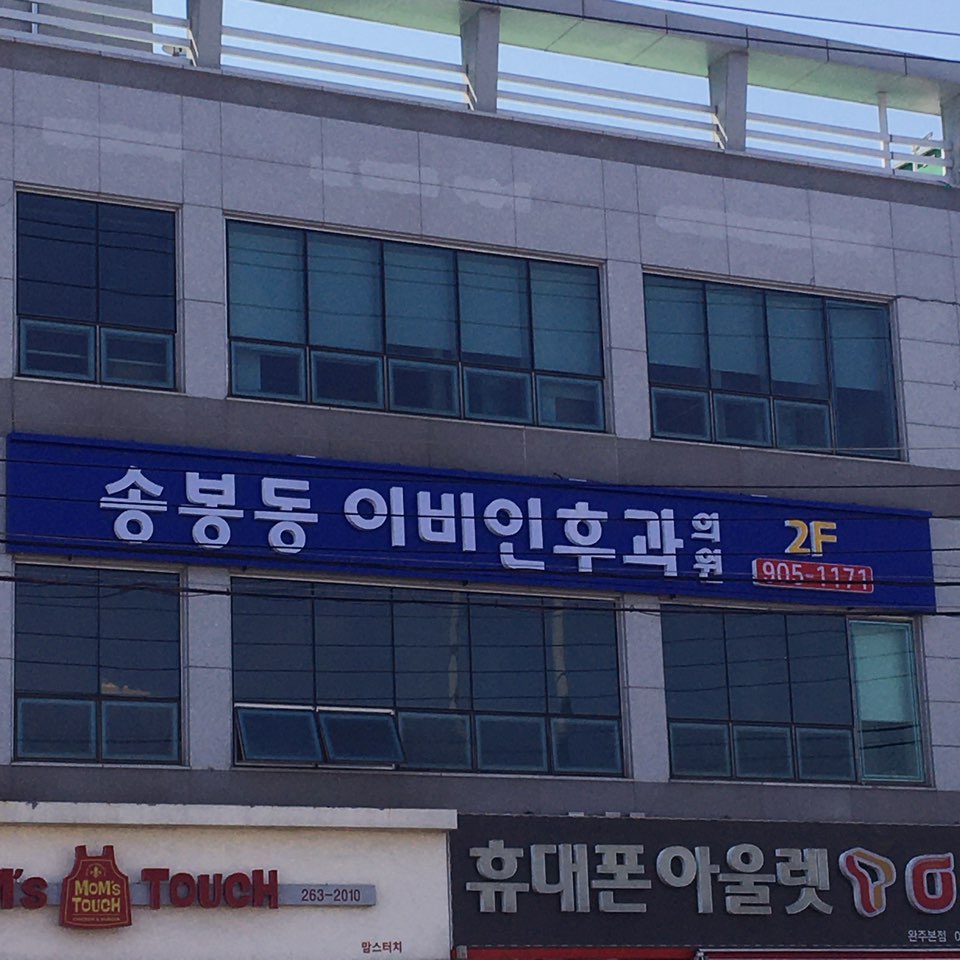 송봉동 이비인후과 의원 2F
905-1171
M's MOM'S TOUCH TOUCH 263-2010
맘스터치
휴대폰아울렛
완주본점